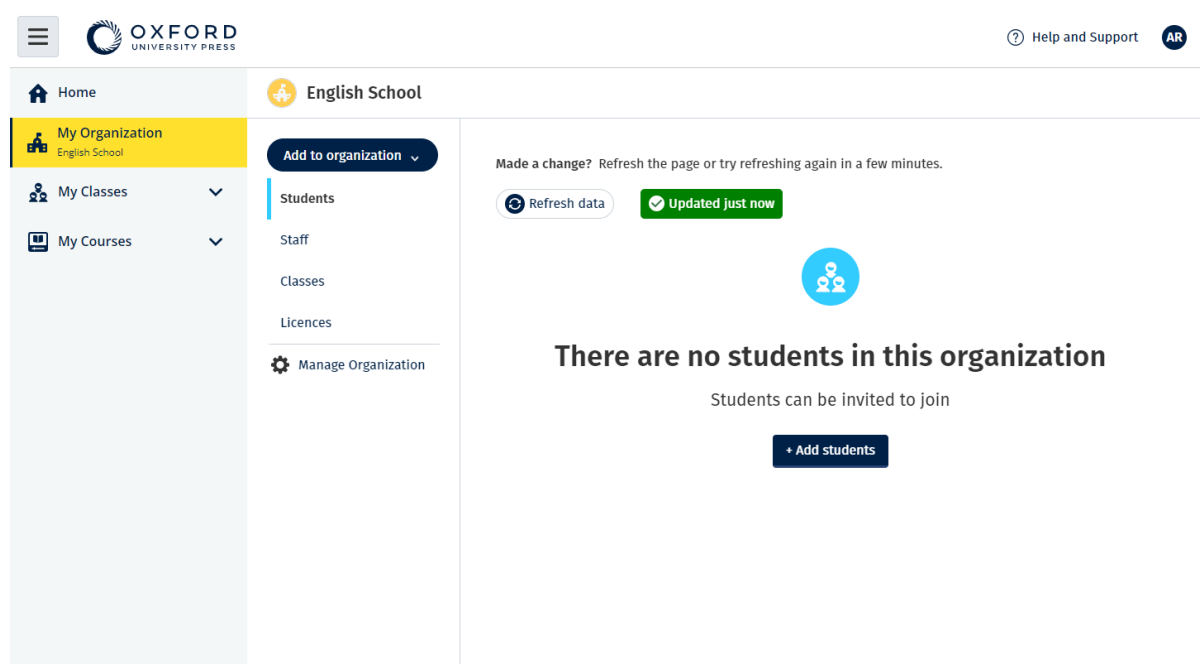 OXFORD
UNIVERSITY PRESS
Help and Support
AR
Home
My Organization
English School
My Classes
My Courses
English School
Add to organization
Students
Staff
Classes
Licences
Manage Organization
Made a change? Refresh the page or try refreshing again in a few minutes.
Refresh data
Updated just now
There are no students in this organization
Students can be invited to join
+ Add students